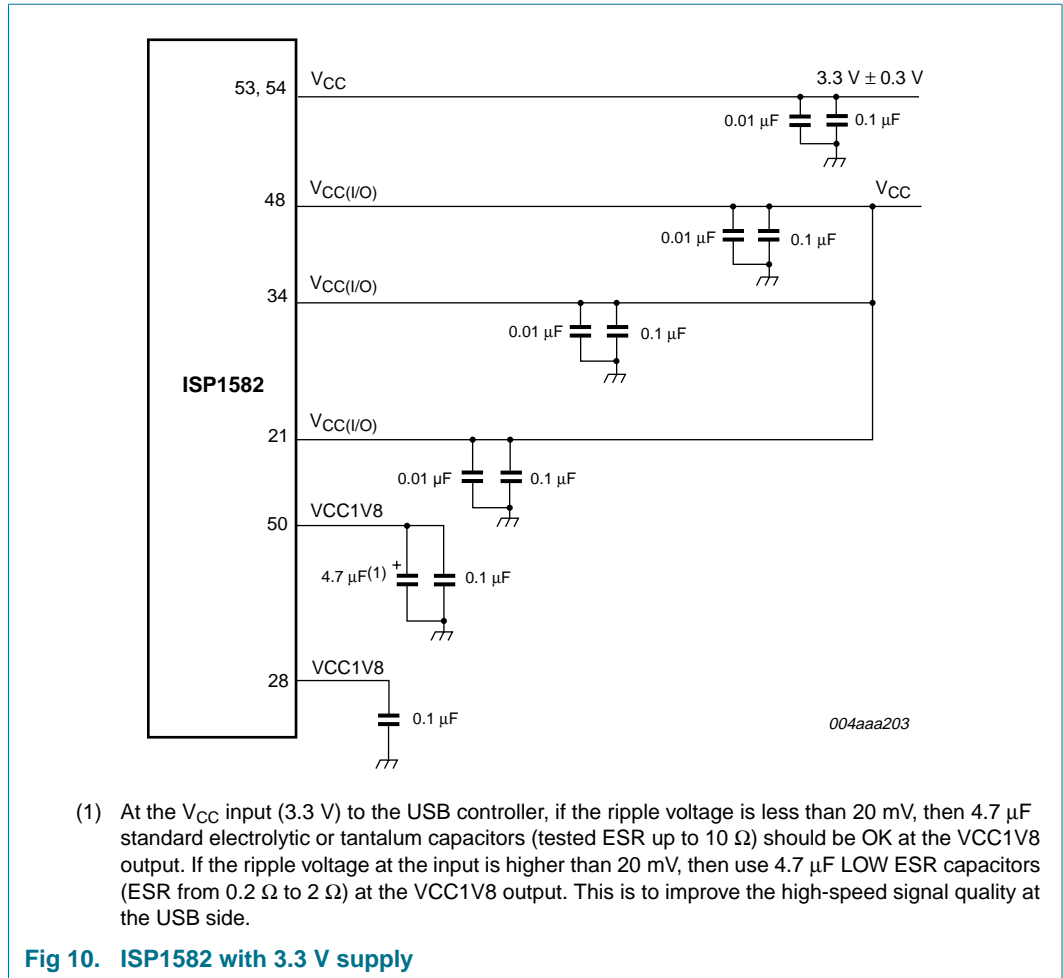 53, 54 VCC 3.3 V ± 0.3 V
0.01 μF 0.1 μF
48 VCC(I/O) VCC
0.01 μF 0.1 μF
34 VCC(I/O)
0.01 μF 0.1 μF
ISP1582
21 VCC(I/O)
0.01 μF 0.1 μF
50 VCC1V8
4.7 μF(1) + 0.1 μF
28 VCC1V8
0.1 μF
004aaa203
(1) At the VCC input (3.3 V) to the USB controller, if the ripple voltage is less than 20 mV, then 4.7 μF
standard electrolytic or tantalum capacitors (tested ESR up to 10 Ω) should be OK at the VCC1V8
output. If the ripple voltage at the input is higher than 20 mV, then use 4.7 μF LOW ESR capacitors
(ESR from 0.2 Ω to 2 Ω) at the VCC1V8 output. This is to improve the high-speed signal quality at
the USB side.
Fig 10. ISP1582 with 3.3 V supply